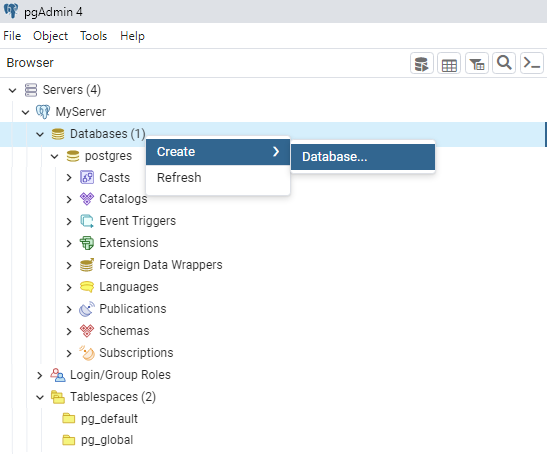 pgAdmin 4
File Object Tools Help
Browser
Servers (4)
MyServer
Databases (1)
Create
Database...
postgres
Refresh
Casts
Catalogs
Event Triggers
Extensions
Foreign Data Wrappers
Languages
Publications
Schemas
Subscriptions
Login/Group Roles
Tablespaces (2)
pg_default
pg_global